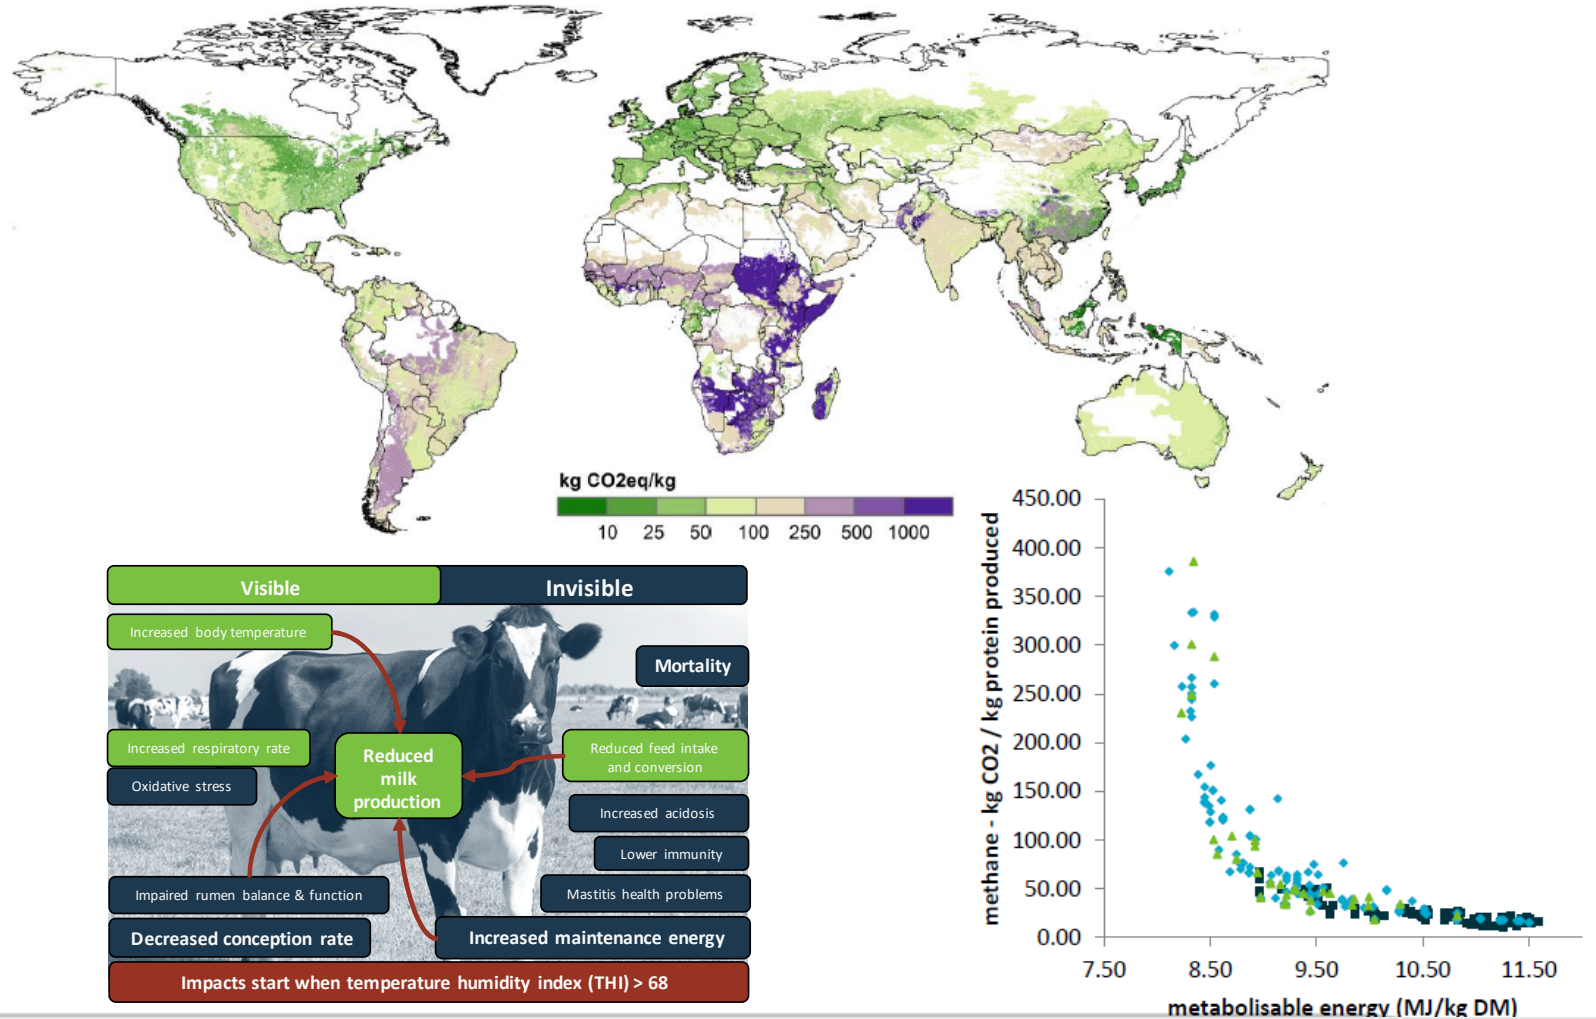 kg CO2eq/kg
10 25 50 100 250 500 1000
Visible
Invisible
Increased body temperature
Mortality
Increased respiratory rate
Oxidative stress
Reduced
milk
production
Reduced feed intake
and conversion
Increased acidosis
Lower immunity
Mastitis health problems
Impaired rumen balance & function
Decreased conception rate
Increased maintenance energy
Impacts start when temperature humidity index (THI) > 68
methane - kg CO2 / kg protein produced
450.00
400.00
350.00
300.00
250.00
200.00
150.00
100.00
50.00
0.00
7.50 8.50 9.50 10.50 11.50
metabolisable energy (MJ/kg DM)